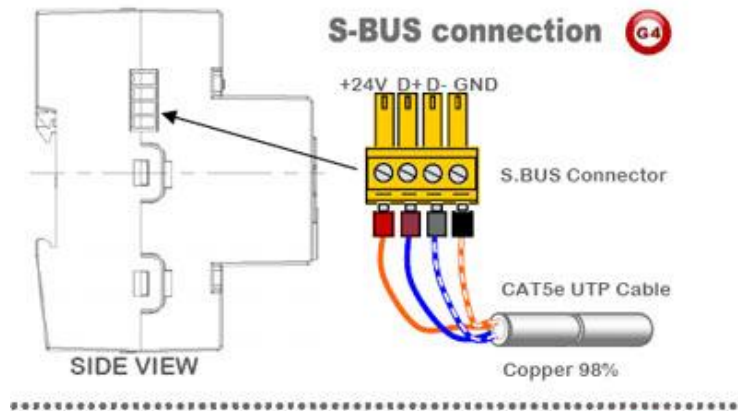 S-BUS connection G4
+24V D+ D- GND
S.BUS Connector
CAT5e UTP Cable
SIDE VIEW
Copper 98%